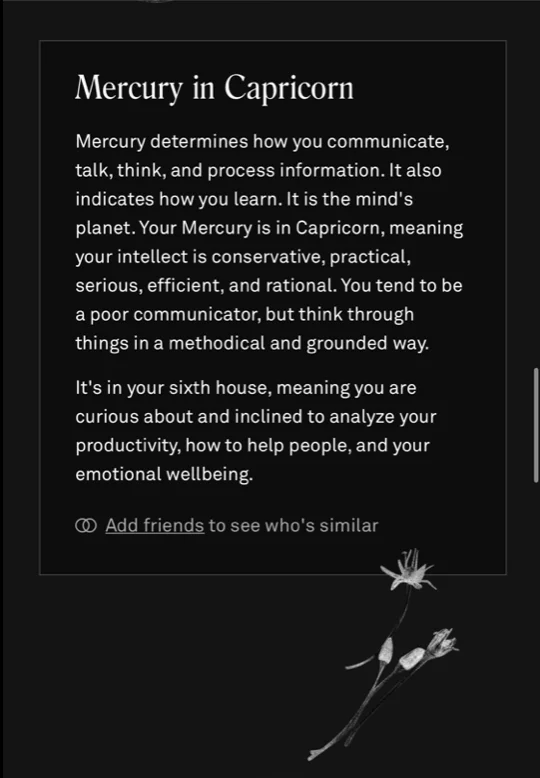 Mercury in Capricorn
Mercury determines how you communicate,
talk, think, and process information. It also
indicates how you learn. It is the mind's
planet. Your Mercury is in Capricorn, meaning
your intellect is conservative, practical,
serious, efficient, and rational. You tend to be
a poor communicator, but think through
things in a methodical and grounded way.
It's in your sixth house, meaning you are
curious about and inclined to analyze your
productivity, how to help people, and your
emotional wellbeing.
Add friends to see who's similar